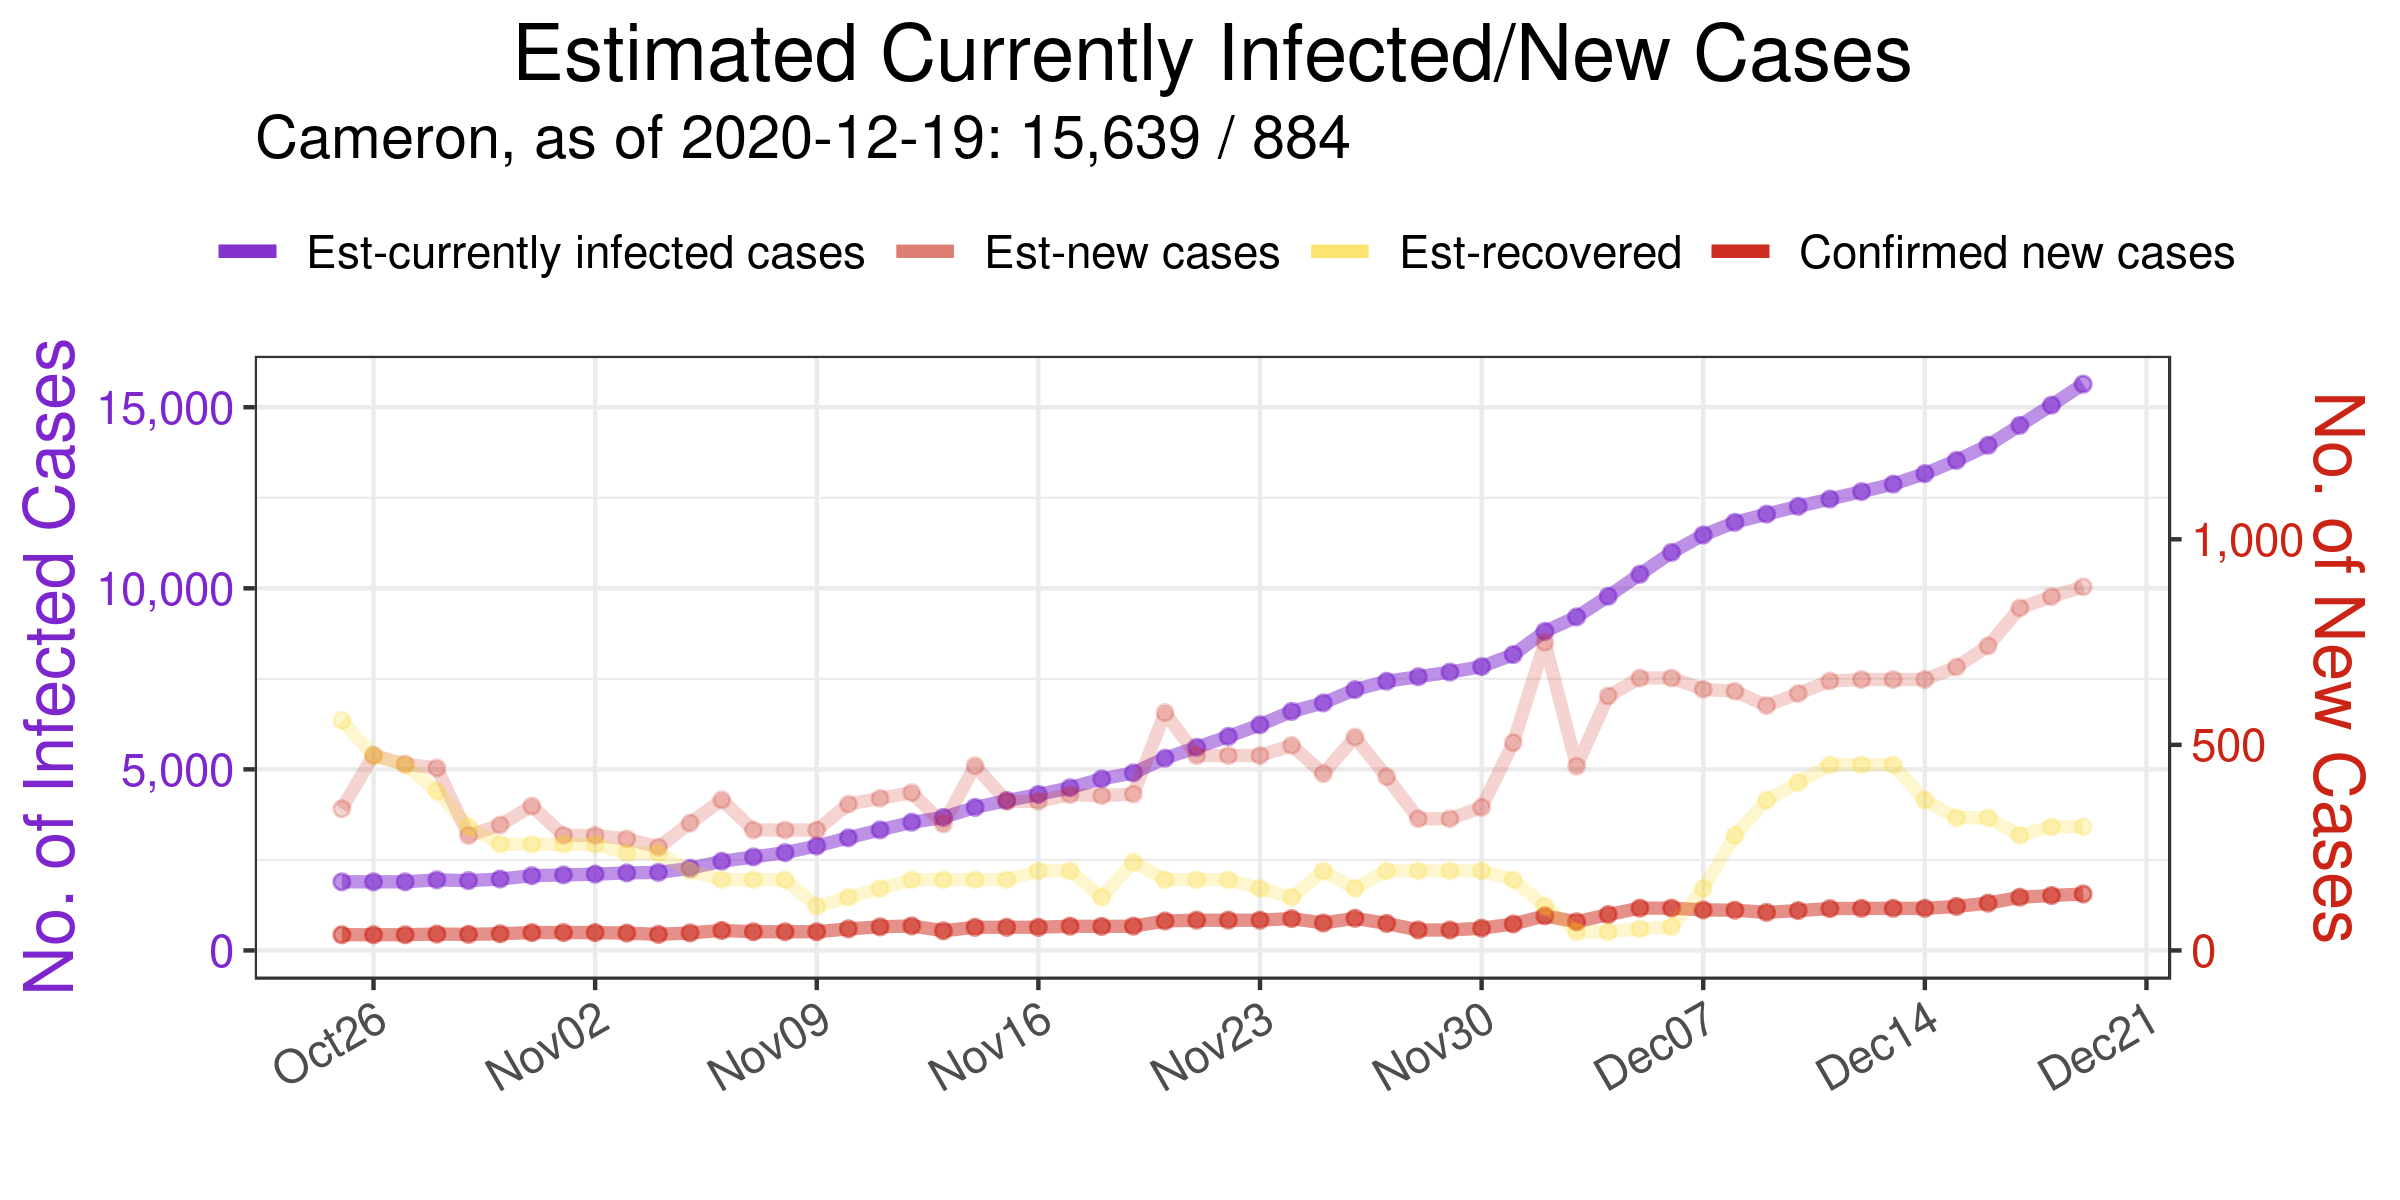 Estimated Currently Infected/New Cases
Cameron, as of 2020-12-19: 15,639 / 884
Est-currently infected cases Est-new cases Est-recovered Confirmed new cases
No. of Infected Cases
15,000
10,000
5,000
0
1,000
500
0
No. of New Cases
Oct26 Nov02 Nov09 Nov16 Nov23 Nov30 Dec07 Dec14 Dec21